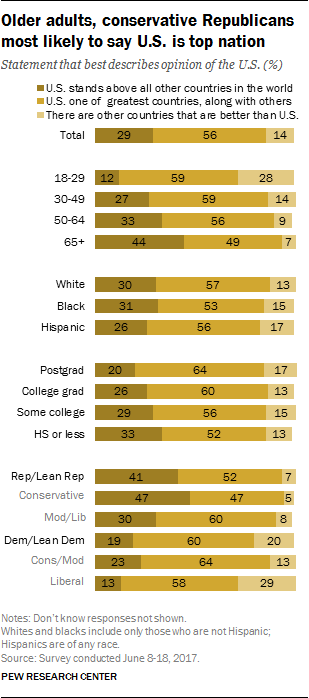 Older adults, conservative Republicans
most likely to say U.S. is top nation
Statement that best describes opinion of the U.S. (%)
U.S. stands above all other countries in the world
U.S. one of greatest countries, along with others
There are other countries that are better than U.S.
Total 29 56 14
18-29 12 59 28
30-49 27 59 14
50-64 33 56 9
65+ 44 49 7
White 30 57 13
Black 31 53 15
Hispanic 26 56 17
Postgrad 20 64 17
College grad 26 60 13
Some college 29 56 15
HS or less 33 52 13
Rep/Lean Rep 41 52 7
Conservative 47 47 5
Mod/Lib 30 60 8
Dem/Lean Dem 19 60 20
Cons/Mod 23 64 13
Liberal 13 58 29
Notes: Don't know responses not shown.
Whites and blacks include only those who are not Hispanic;
Hispanics are of any race.
Source: Survey conducted June 8-18, 2017.
PEW RESEARCH CENTER